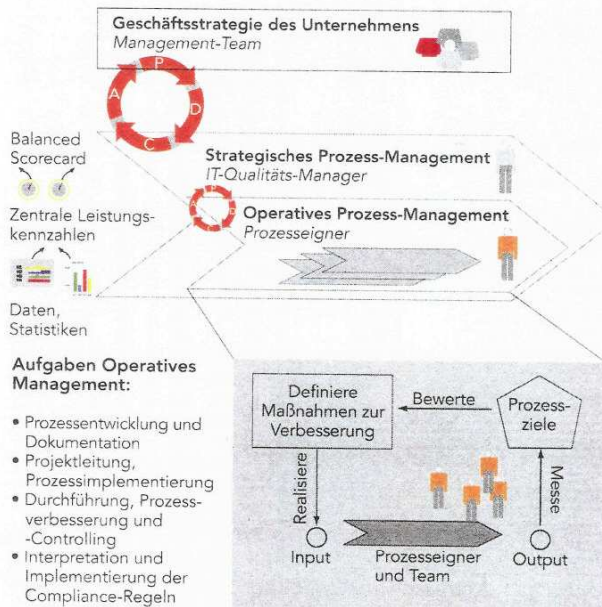 Geschäftsstrategie des Unternehmens
Management-Team
P
A
D
C
Balanced
Scorecard
Strategisches Prozess-Management
IT-Qualitäts-Manager
P
A
D
C
Operatives Prozess-Management
Prozesseigner
Zentrale Leistungs-
kennzahlen
Daten,
Statistiken
Aufgaben Operatives
Management:
• Prozessentwicklung und
Dokumentation
• Projektleitung,
Prozessimplementierung
• Durchführung, Prozess-
verbesserung und
-Controlling
• Interpretation und
Implementierung der
Compliance-Regeln
Definiere
Maßnahmen zur
Verbesserung
Bewerte
Prozess-
ziele
Realisiere
Messe
Input
Prozesseigner
und Team
Output